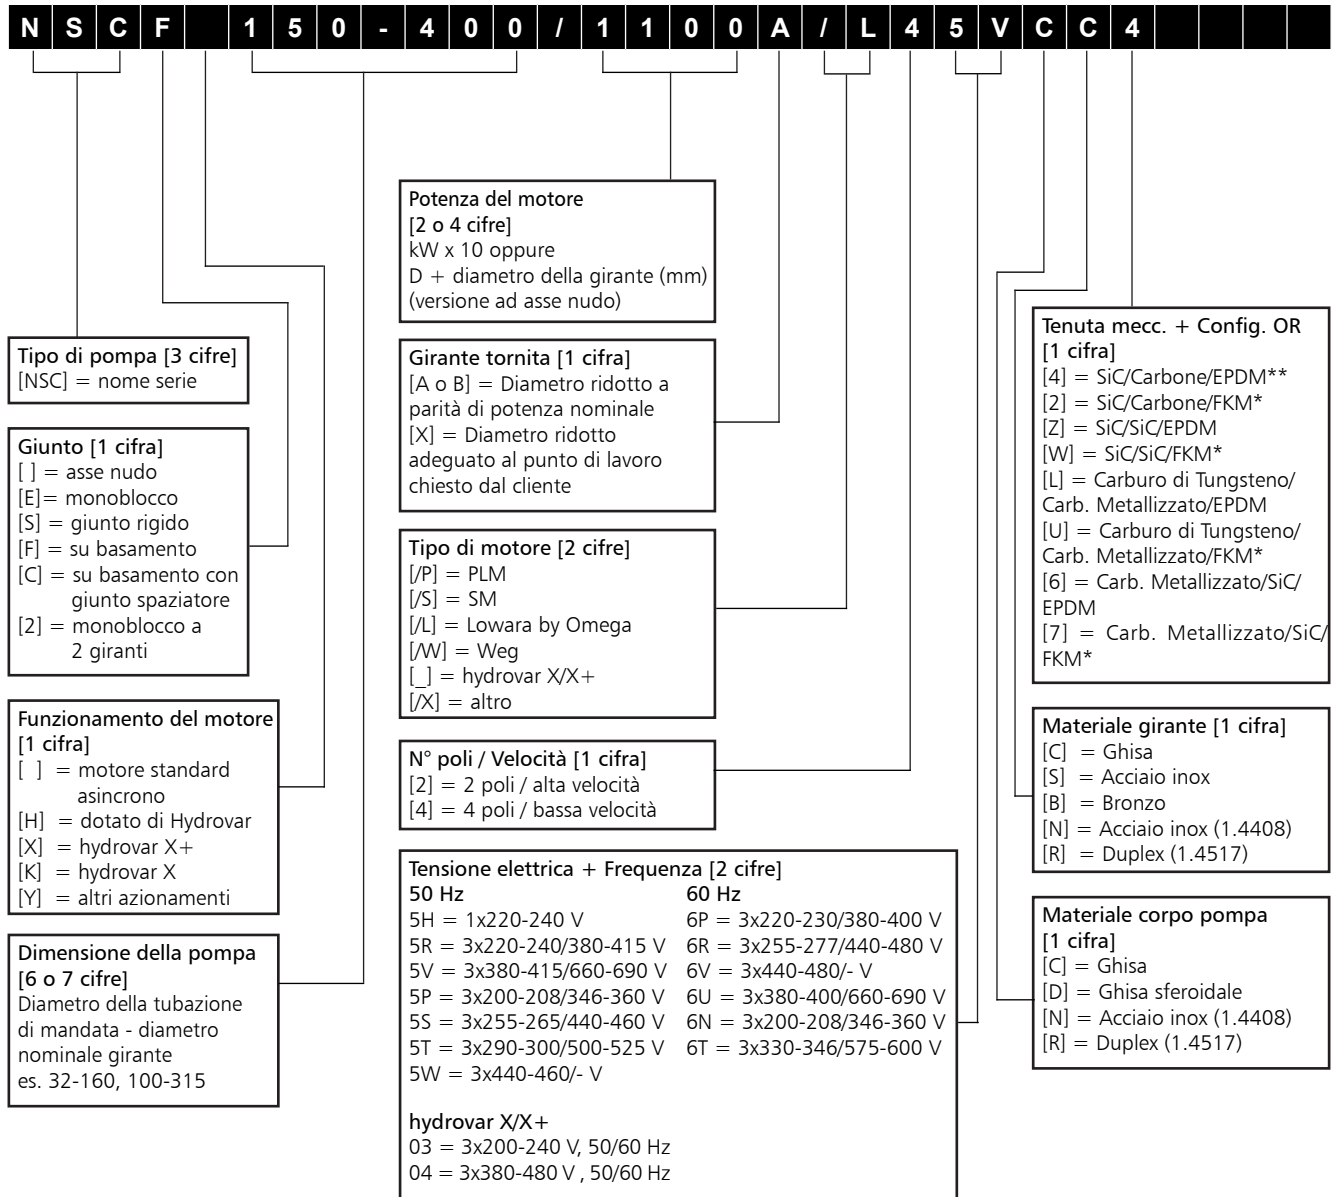 NSCF 150-400/1100A/L45VCC4
Potenza del motore
[2 o 4 cifre]
kW x 10 oppure
D + diametro della girante (mm)
(versione ad asse nudo)
Tipo di pompa [3 cifre]
[NSC] = nome serie
Girante tornita [1 cifra]
[A o B] = Diametro ridotto a
parità di potenza nominale
[X] = Diametro ridotto
adeguato al punto di lavoro
chiesto dal cliente
Tenuta mecc. + Config. OR
[1 cifra]
[4] = SiC/Carbone/EPDM**
[2] = SiC/Carbone/FKM*
[Z] = SiC/SiC/EPDM
[W] = SiC/SiC/FKM*
[L] = Carburo di Tungsteno/
Carb. Metallizzato/EPDM
[U] = Carburo di Tungsteno/
Carb. Metallizzato/FKM*
[6] = Carb. Metallizzato/SiC/
EPDM
[7] = Carb. Metallizzato/SiC/
FKM*
Giunto [1 cifra]
[ ] = asse nudo
[E]= monoblocco
[S] = giunto rigido
[F] = su basamento
[C] = su basamento con
giunto spaziatore
[2] = monoblocco a
2 giranti
Tipo di motore [2 cifre]
[/P] = PLM
[/S] = SM
[/L] = Lowara by Omega
[/W] = Weg
[_] = hydrovar X/X+
[/X] = altro
Funzionamento del motore
[1 cifra]
[ ] = motore standard
asincrono
[H] = dotato di Hydrovar
[X] = hydrovar X+
[K] = hydrovar X
[Y] = altri azionamenti
N° poli / Velocità [1 cifra]
[2] = 2 poli / alta velocità
[4] = 4 poli / bassa velocità
Materiale girante [1 cifra]
[C] = Ghisa
[S] = Acciaio inox
[B] = Bronzo
[N] = Acciaio inox (1.4408)
[R] = Duplex (1.4517)
Dimensione della pompa
[6 o 7 cifre]
Diametro della tubazione
di mandata - diametro
nominale girante
es. 32-160, 100-315
Tensione elettrica + Frequenza [2 cifre]
50 Hz 60 Hz
5H = 1x220-240 V 6P = 3x220-230/380-400 V
5R = 3x220-240/380-415 V 6R = 3x255-277/440-480 V
5V = 3x380-415/660-690 V 6V = 3x440-480/- V
5P = 3x200-208/346-360 V 6U = 3x380-400/660-690 V
5S = 3x255-265/440-460 V 6N = 3x200-208/346-360 V
5T = 3x290-300/500-525 V 6T = 3x330-346/575-600 V
5W = 3x440-460/- V
hydrovar X/X+
03 = 3x200-240 V, 50/60 Hz
04 = 3x380-480 V , 50/60 Hz
Materiale corpo pompa
[1 cifra]
[C] = Ghisa
[D] = Ghisa sferoidale
[N] = Acciaio inox (1.4408)
[R] = Duplex (1.4517)